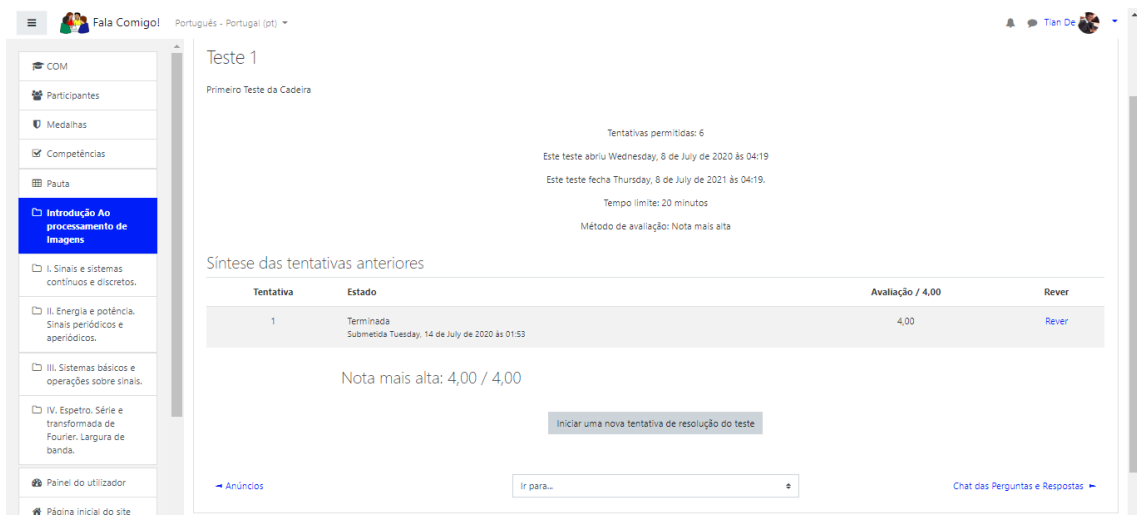 Fala Comigo! Português - Portugal (pt)
Tian De
COM
Participantes
Medalhas
Competências
Pauta
Introdução Ao
processamento de
Imagens
I. Sinais e sistemas
contínuos e discretos.
II. Energia e potência.
Sinais periódicos e
aperiódicos.
III. Sistemas básicos e
operações sobre sinais.
IV. Espetro. Série e
transformada de
Fourier. Largura de
banda.
Painel do utilizador
Página inicial do site
Teste 1
Primeiro Teste da Cadeira
Tentativas permitidas: 6
Este teste abriu Wednesday, 8 de July de 2020 às 04:19
Este teste fecha Thursday, 8 de July de 2021 às 04:19.
Tempo limite: 20 minutos
Método de avaliação: Nota mais alta
Síntese das tentativas anteriores
Tentativa Estado Avaliação / 4,00 Rever
1 Terminada 4,00 Rever
Submetida Tuesday, 14 de July de 2020 às 01:53
Nota mais alta: 4,00 / 4,00
Iniciar uma nova tentativa de resolução do teste
◄ Anúncios Ir para... Chat das Perguntas e Respostas ►